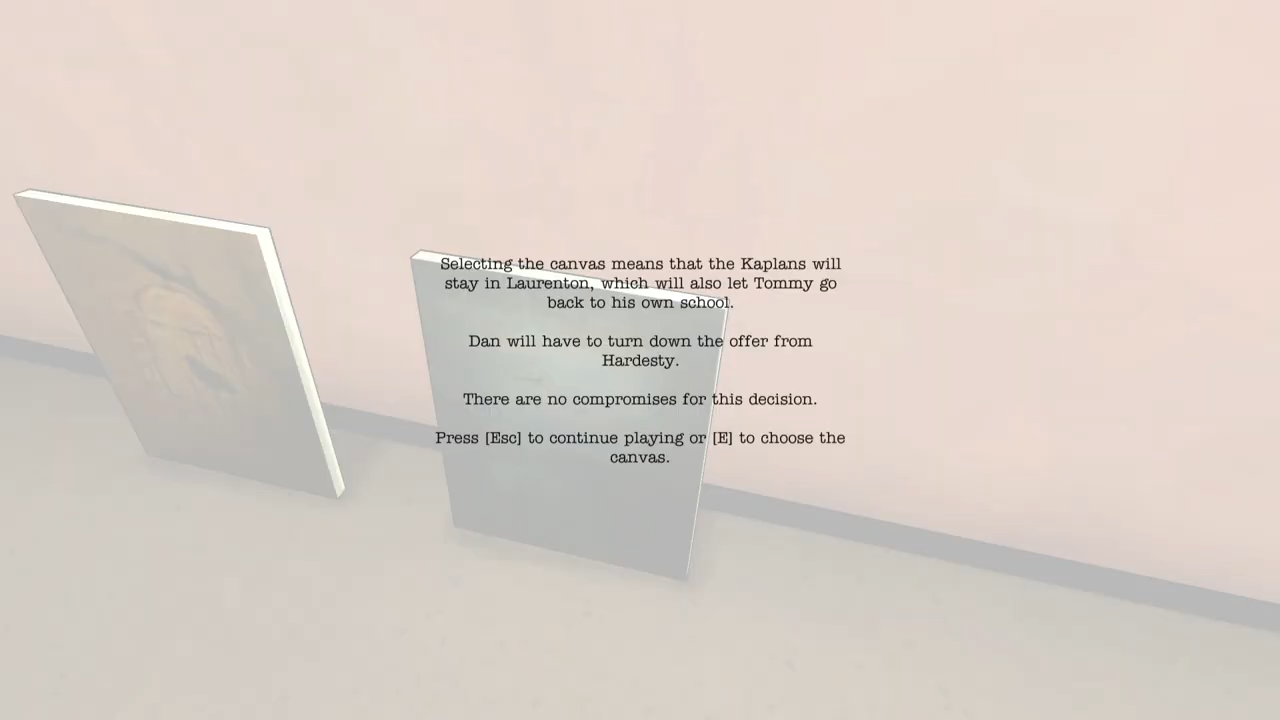 Selecting the canvas means that the Kaplans will
stay in Laurenton, which will also let Tommy go
back to his own school.
Dan will have to turn down the offer from
Hardesty.
There are no compromises for this decision.
Press [Esc] to continue playing or [E] to choose the
canvas.